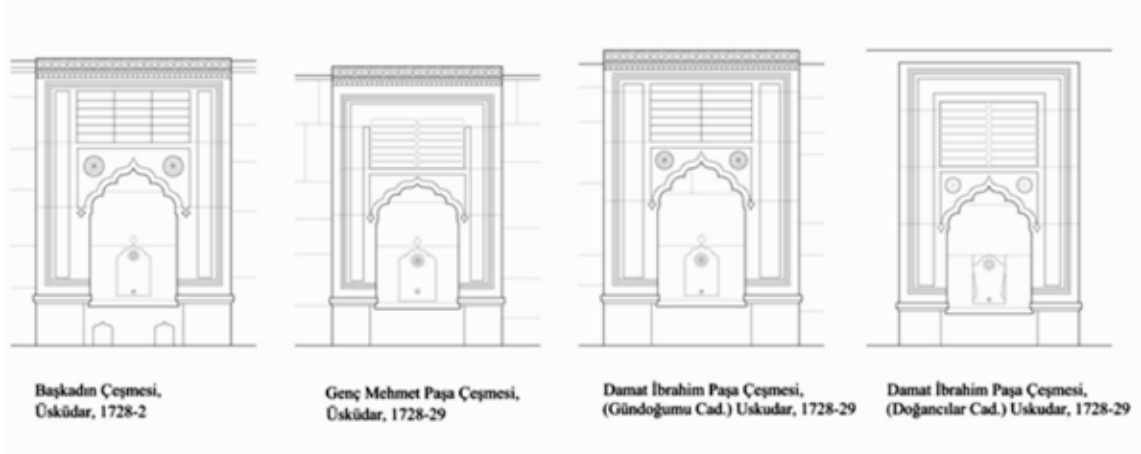 Başkadın Çeşmesi,
Üsküdar, 1728-2
Genç Mehmet Paşa Çeşmesi,
Üsküdar, 1728-29
Damat İbrahim Paşa Çeşmesi,
(Gündoğumu Cad.) Uskudar, 1728-29
Damat İbrahim Paşa Çeşmesi,
(Doğancılar Cad.) Uskudar, 1728-29